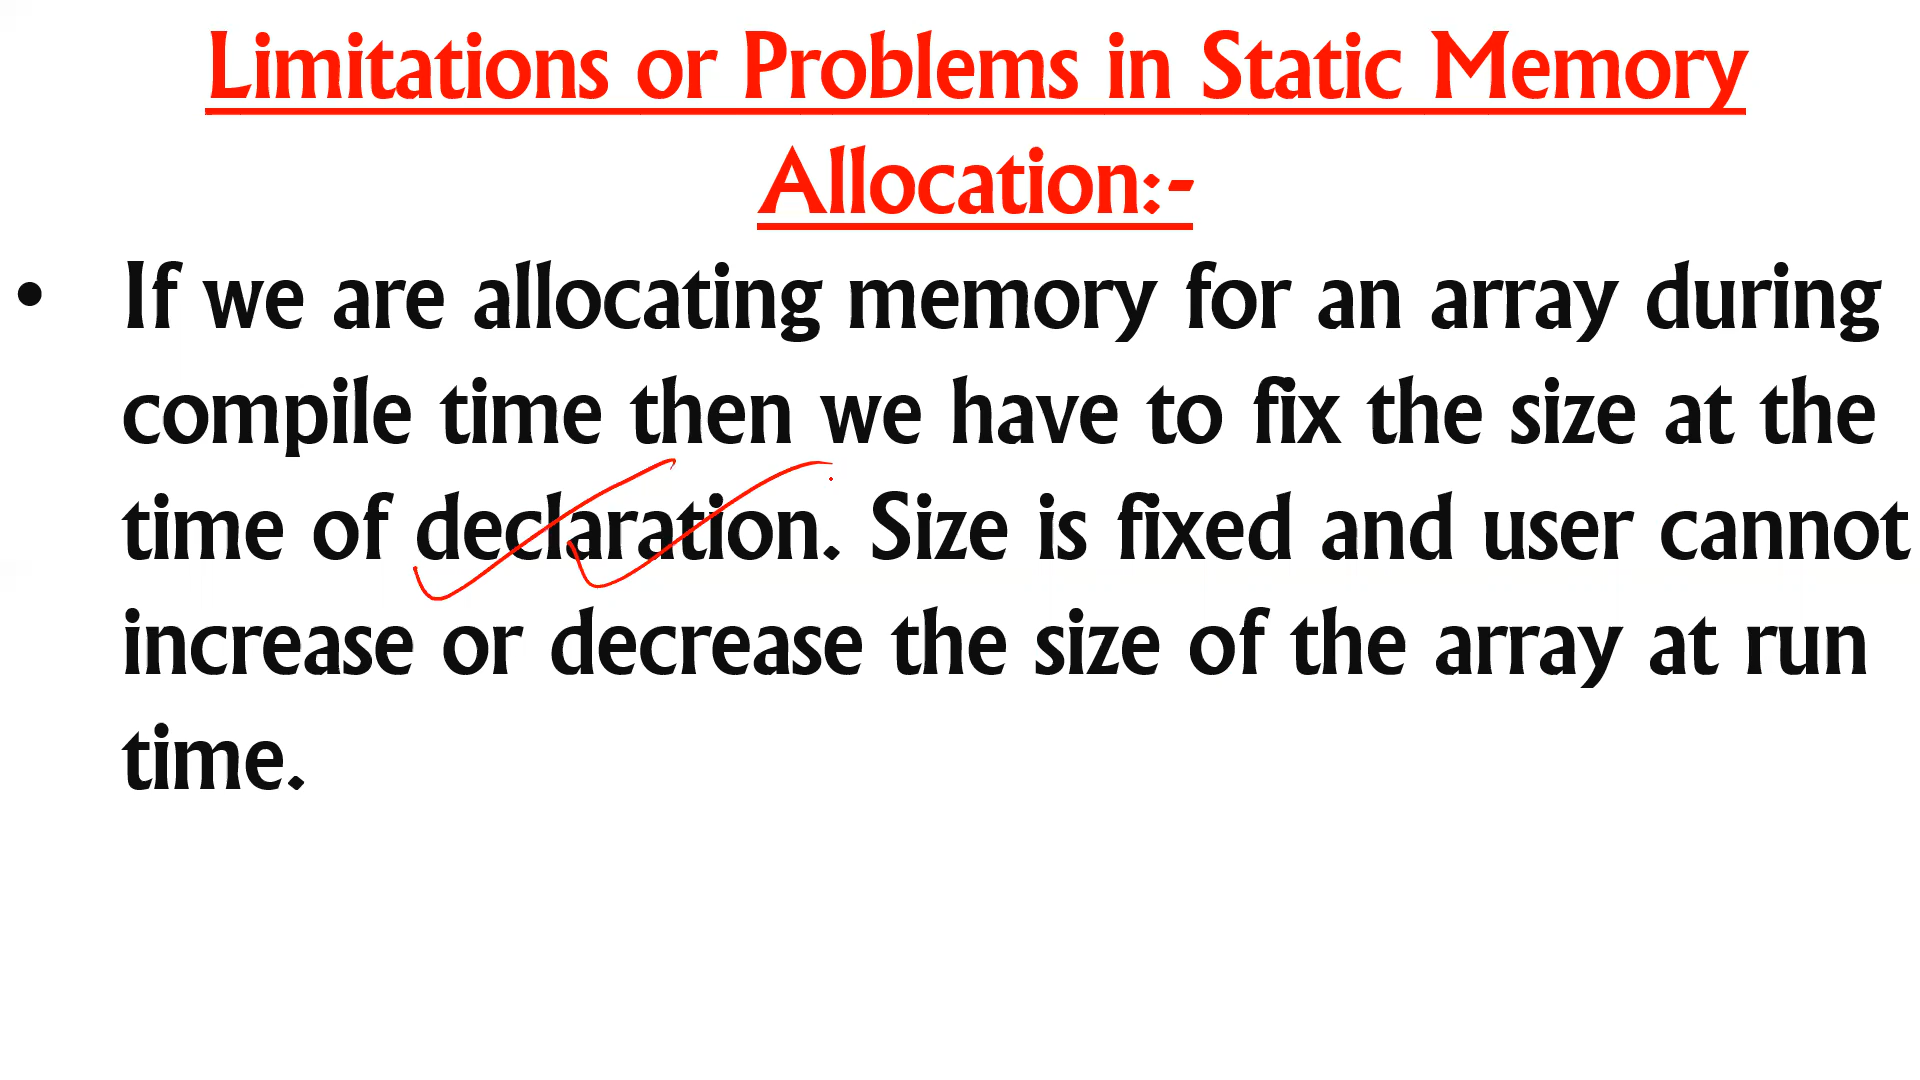 Limitations or Problems in Static Memory
Allocation:-
• If we are allocating memory for an array during
compile time then we have to fix the size at the
time of declaration. Size is fixed and user cannot
increase or decrease the size of the array at run
time.